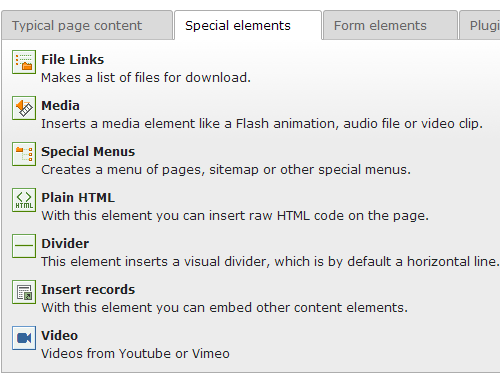 Typical page content Special elements Form elements Plugi
File Links
Makes a list of files for download.
Media
Inserts a media element like a Flash animation, audio file or video clip.
Special Menus
Creates a menu of pages, sitemap or other special menus.
Plain HTML
HTML
With this element you can insert raw HTML code on the page.
Divider
This element inserts a visual divider, which is by default a horizontal line.
Insert records
With this element you can embed other content elements.
Video
Videos from Youtube or Vimeo